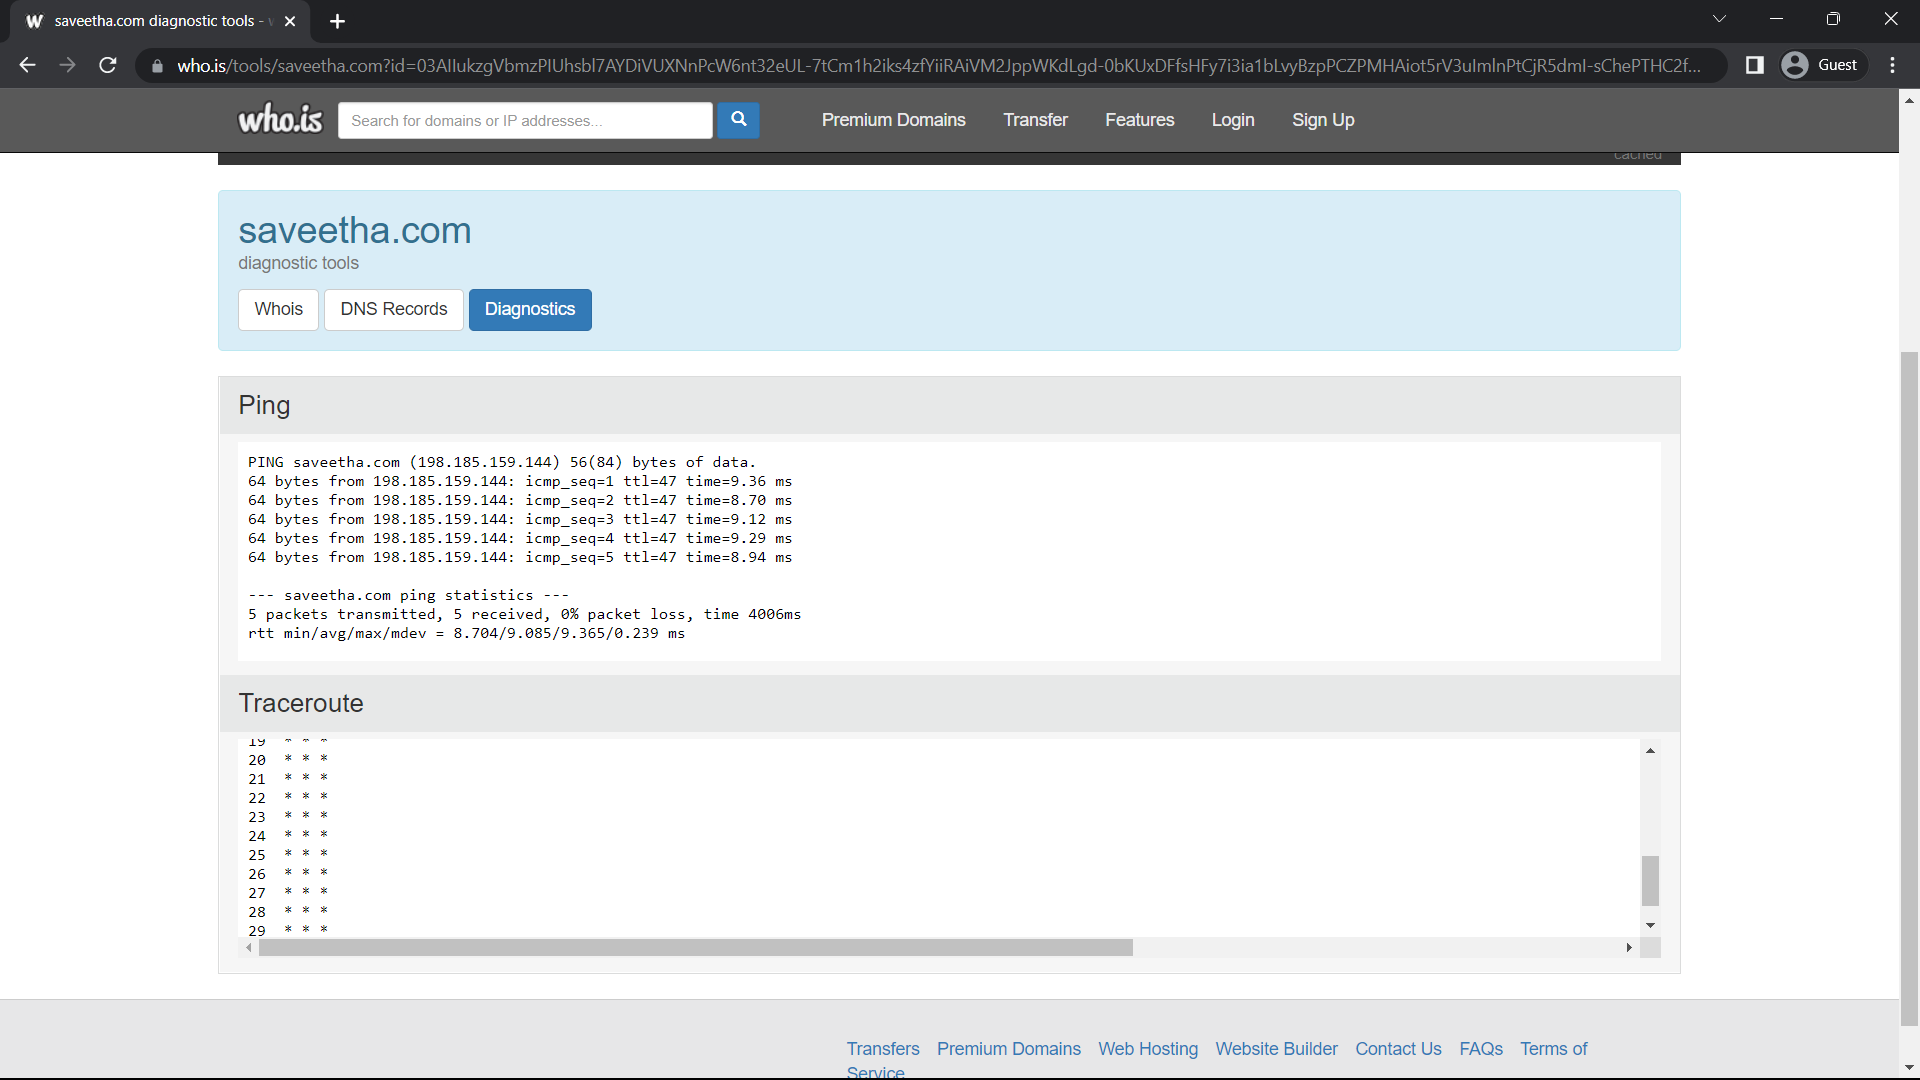 W saveetha.com diagnostic tools -
who.is/tools/saveetha.com?id=03AIIukzgVbmzPIUhsbl7AYDiVUXNnPcW6nt32eUL-7tCm1h2iks4zfYiiRAiVM2JppWKdLgd-0bKUxDFfsHFy7i3ia1bLvyBzpPCZPMHAiot5rV3uImInPtCjR5dmI-sChePTHC2f...
Guest
who.is
Search for domains or IP addresses...
Premium Domains Transfer Features Login Sign Up
cached
saveetha.com
diagnostic tools
Whois DNS Records Diagnostics
Ping
PING saveetha.com (198.185.159.144) 56(84) bytes of data.
64 bytes from 198.185.159.144: icmp_seq=1 ttl=47 time=9.36 ms
64 bytes from 198.185.159.144: icmp_seq=2 ttl=47 time=8.70 ms
64 bytes from 198.185.159.144: icmp_seq=3 ttl=47 time=9.12 ms
64 bytes from 198.185.159.144: icmp_seq=4 ttl=47 time=9.29 ms
64 bytes from 198.185.159.144: icmp_seq=5 ttl=47 time=8.94 ms
--- saveetha.com ping statistics ---
5 packets transmitted, 5 received, 0% packet loss, time 4006ms
rtt min/avg/max/mdev = 8.704/9.085/9.365/0.239 ms
Traceroute
19 * * *
20 * * *
21 * * *
22 * * *
23 * * *
24 * * *
25 * * *
26 * * *
27 * * *
28 * * *
29 * * *
Transfers Premium Domains Web Hosting Website Builder Contact Us FAQs Terms of
Service